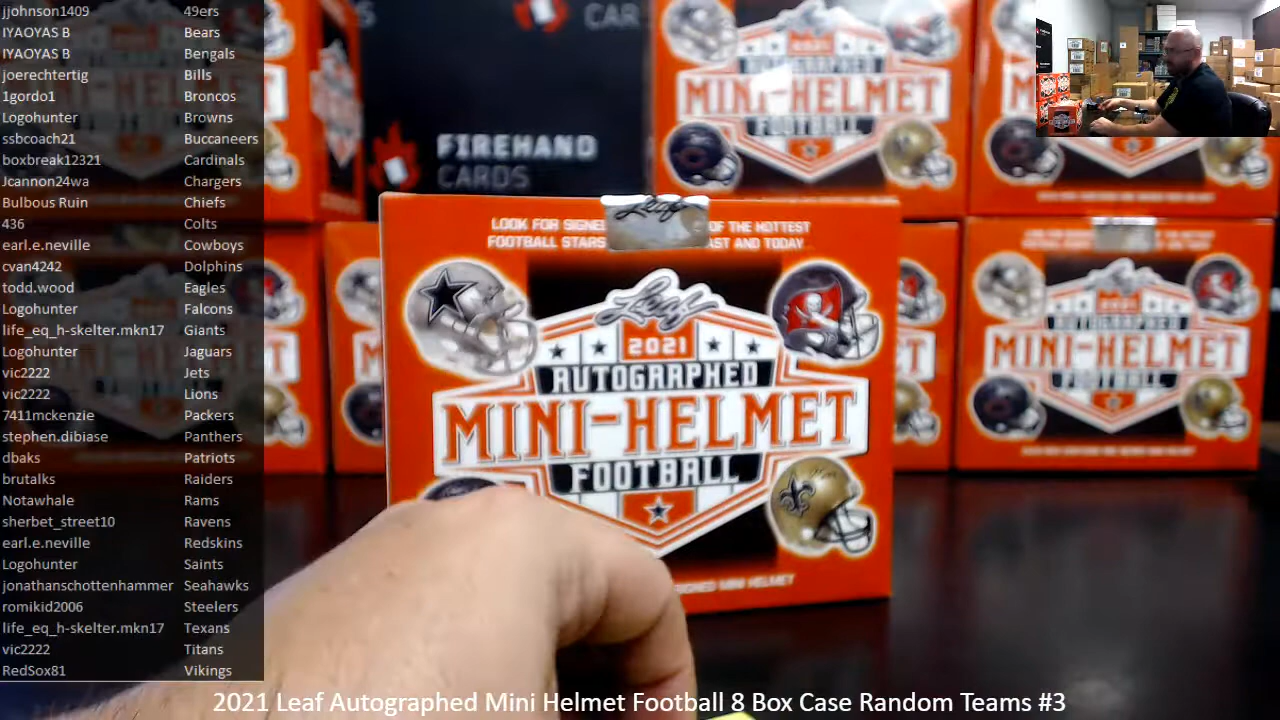 jjohnson1409 49ers
IYAOYAS B Bears
IYAOYAS B Bengals
joerechtertig Bills
1gordo1 Broncos
Logohunter Browns
ssbcoach21 Buccaneers
boxbreak12321 Cardinals
Jcannon24wa Chargers
Bulbous Ruin Chiefs
436 Colts
earl.e.neville Cowboys
cvan4242 Dolphins
todd.wood Eagles
Logohunter Falcons
life_eq_h-skelter.mkn17 Giants
Logohunter Jaguars
vic2222 Jets
vic2222 Lions
7411mckenzie Packers
stephen.dibiase Panthers
dbaks Patriots
brutalks Raiders
Notawhale Rams
sherbet_street10 Ravens
earl.e.neville Redskins
Logohunter Saints
jonathanschottenhammer Seahawks
romikid2006 Steelers
life_eq_h-skelter.mkn17 Texans
vic2222 Titans
RedSox81 Vikings
FIREHAND
CARDS
2021
AUTOGRAPHED
MINI-HELMET
FOOTBALL
LOOK FOR SIGNE OF THE HOTTEST
FOOTBALL STARS AST AND TODAY
Leaf
Leaf
2021
AUTOGRAPHED
MINI-HELMET
FOOTBALL
SIGNED MINI HELMET
Leaf
2021
AUTOGRAPHED
MINI-HELMET
FOOTBALL
2021 Leaf Autographed Mini Helmet Football 8 Box Case Random Teams #3